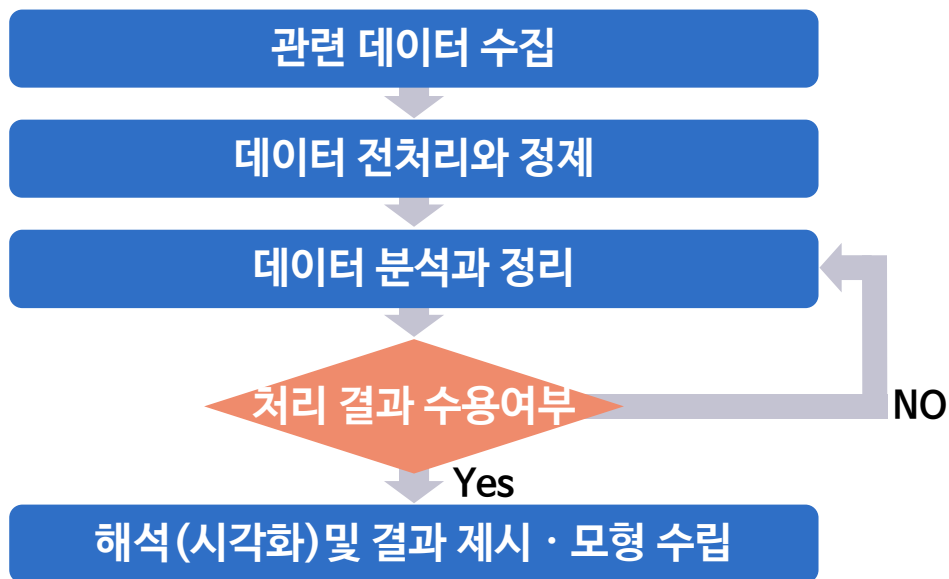 관련 데이터 수집
데이터 전처리와 정제
데이터 분석과 정리
처리 결과 수용여부
NO
Yes
해석(시각화)및 결과 제시 · 모형 수립